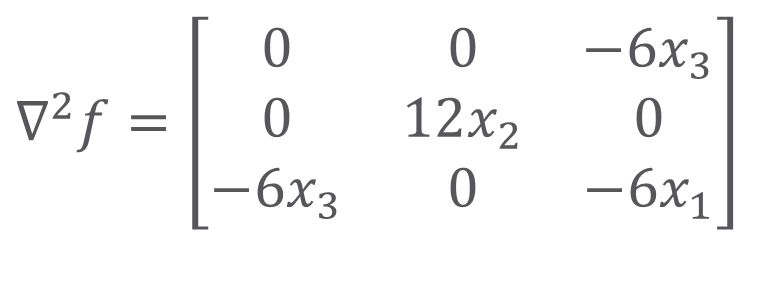 ∇²f = [ 0 0 −6x₃
0 12x₂ 0
−6x₃ 0 −6x₁ ]